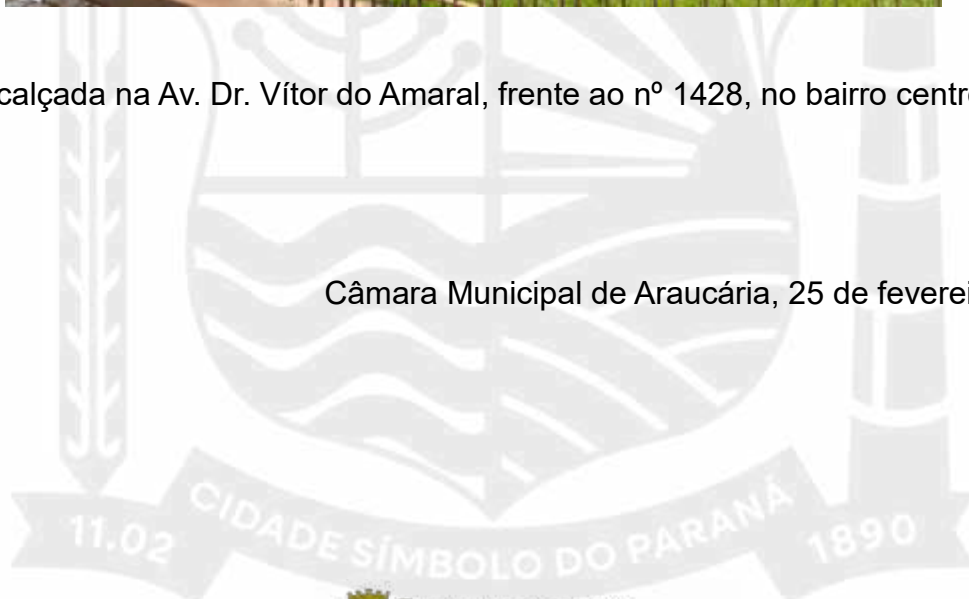 calçada na Av. Dr. Vítor do Amaral, frente ao nº 1428, no bairro centr
Câmara Municipal de Araucária, 25 de feverei
11.02 CIDADE SÍMBOLO DO PARANÁ 1890